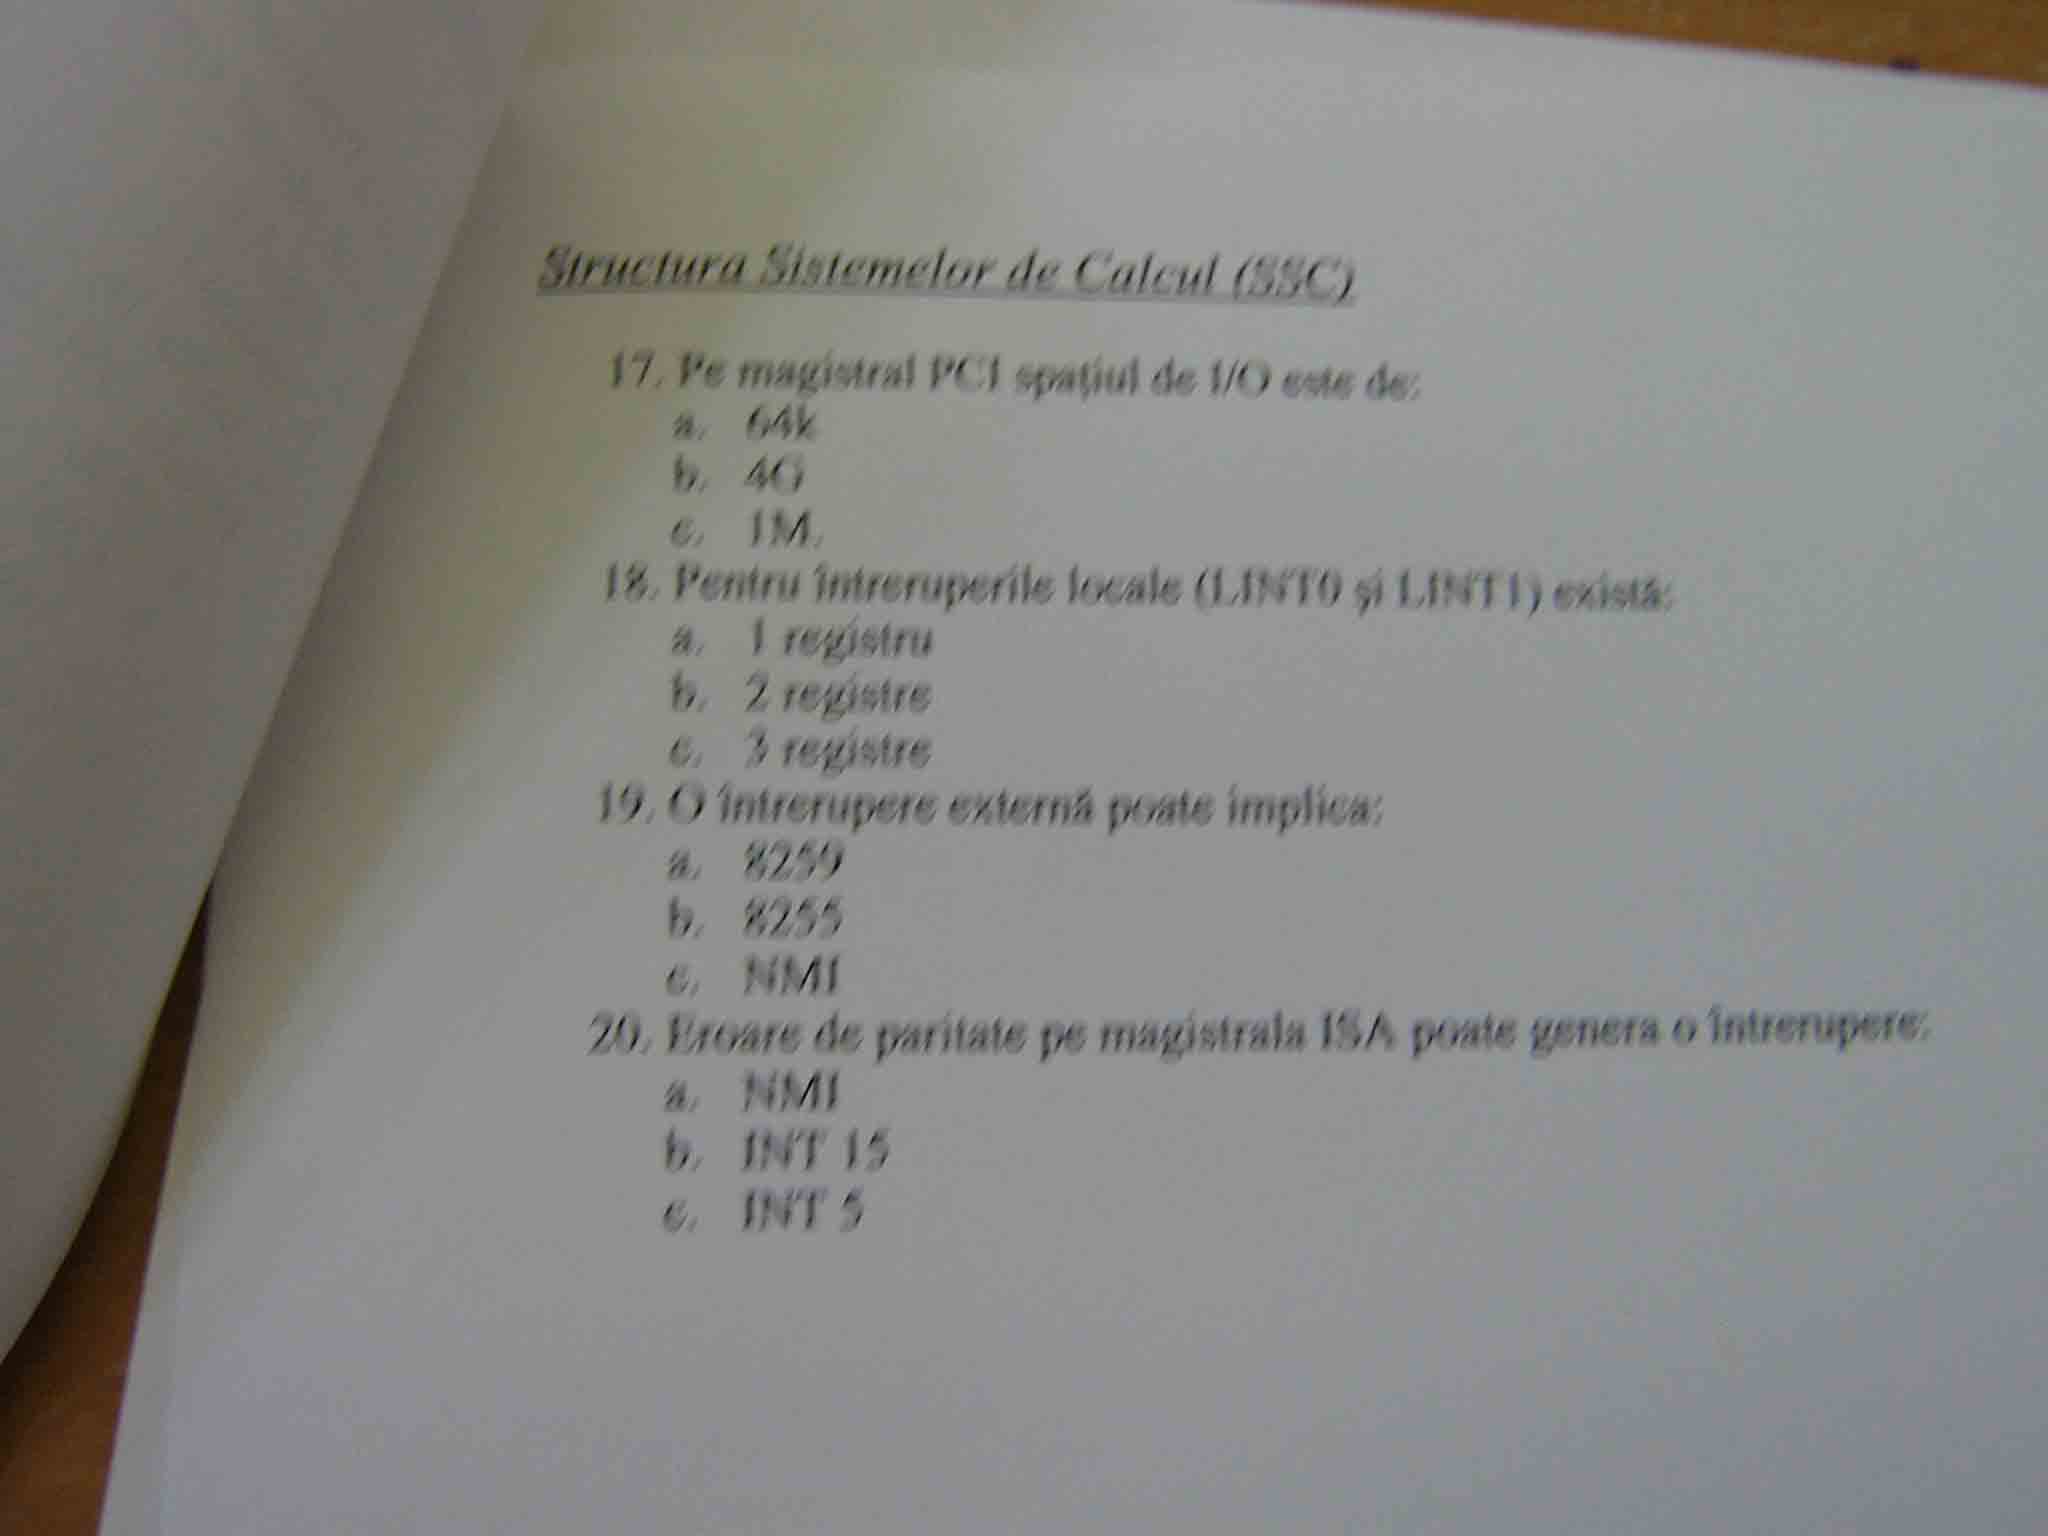 Structura Sistemelor de Calcul (SSC)
17. Pe magistral PCI spațiul de I/O este de:
a. 64k
b. 4G
c. 1M.
18. Pentru întreruperile locale (LINT0 și LINT1) există:
a. 1 registru
b. 2 registre
c. 3 registre
19. O întrerupere externă poate implica:
a. 8259
b. 8255
c. NMI
20. Eroare de paritate pe magistrala ISA poate genera o întrerupere:
a. NMI
b. INT 15
c. INT 5